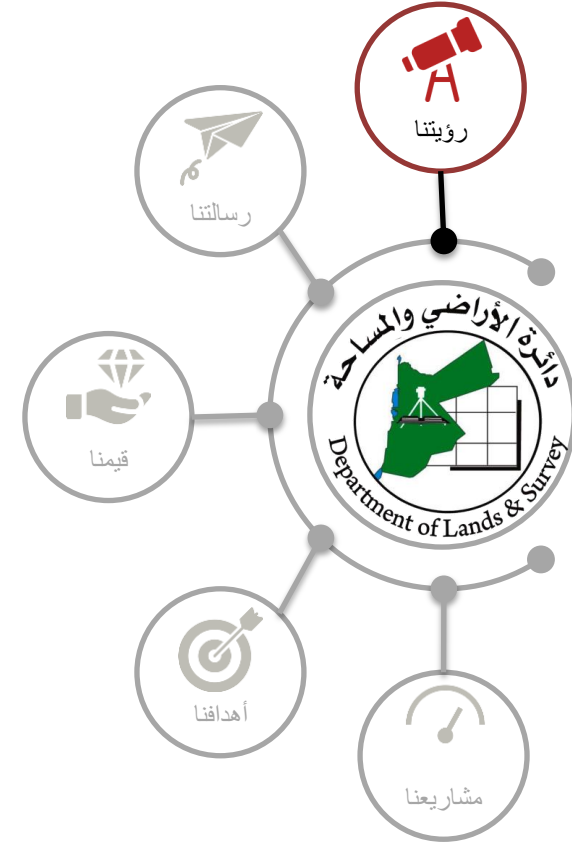 رؤيتنا
رسالتنا
دائرة الأراضي والمساحة
Department of Lands & Survey
قيمنا
أهدافنا
مشاريعنا